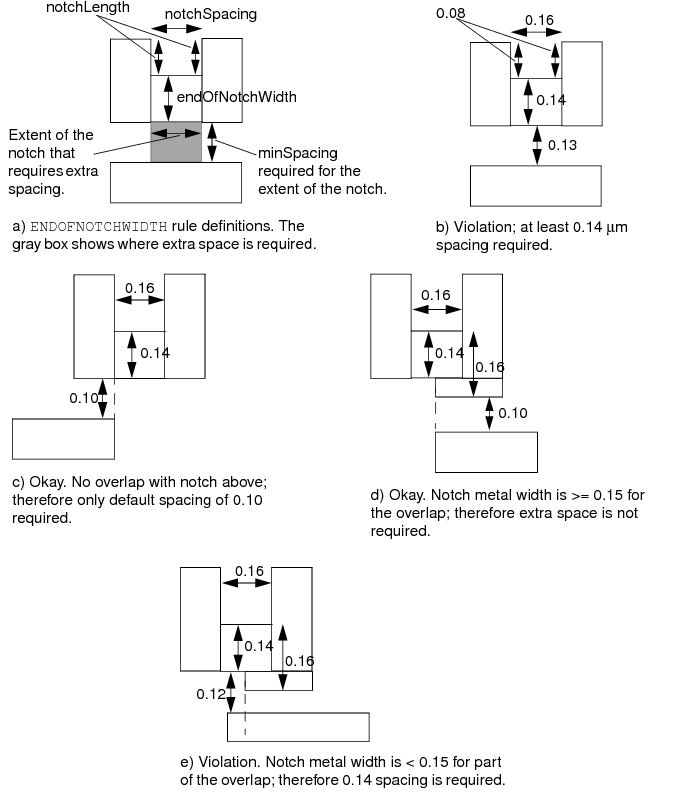 notchLength
notchSpacing
endOfNotchWidth
Extent of the
notch that
requires extra
spacing.
minSpacing
required for the
extent of the notch.
a) ENDOFNOTCHWIDTH rule definitions. The
gray box shows where extra space is required.
0.08
0.16
0.14
0.13
b) Violation; at least 0.14 μm
spacing required.
0.16
0.14
0.10
c) Okay. No overlap with notch above;
therefore only default spacing of 0.10
required.
0.16
0.14
0.16
0.10
d) Okay. Notch metal width is >= 0.15 for
the overlap; therefore extra space is not
required.
0.16
0.14
0.16
0.12
e) Violation. Notch metal width is < 0.15 for part
of the overlap; therefore 0.14 spacing is required.